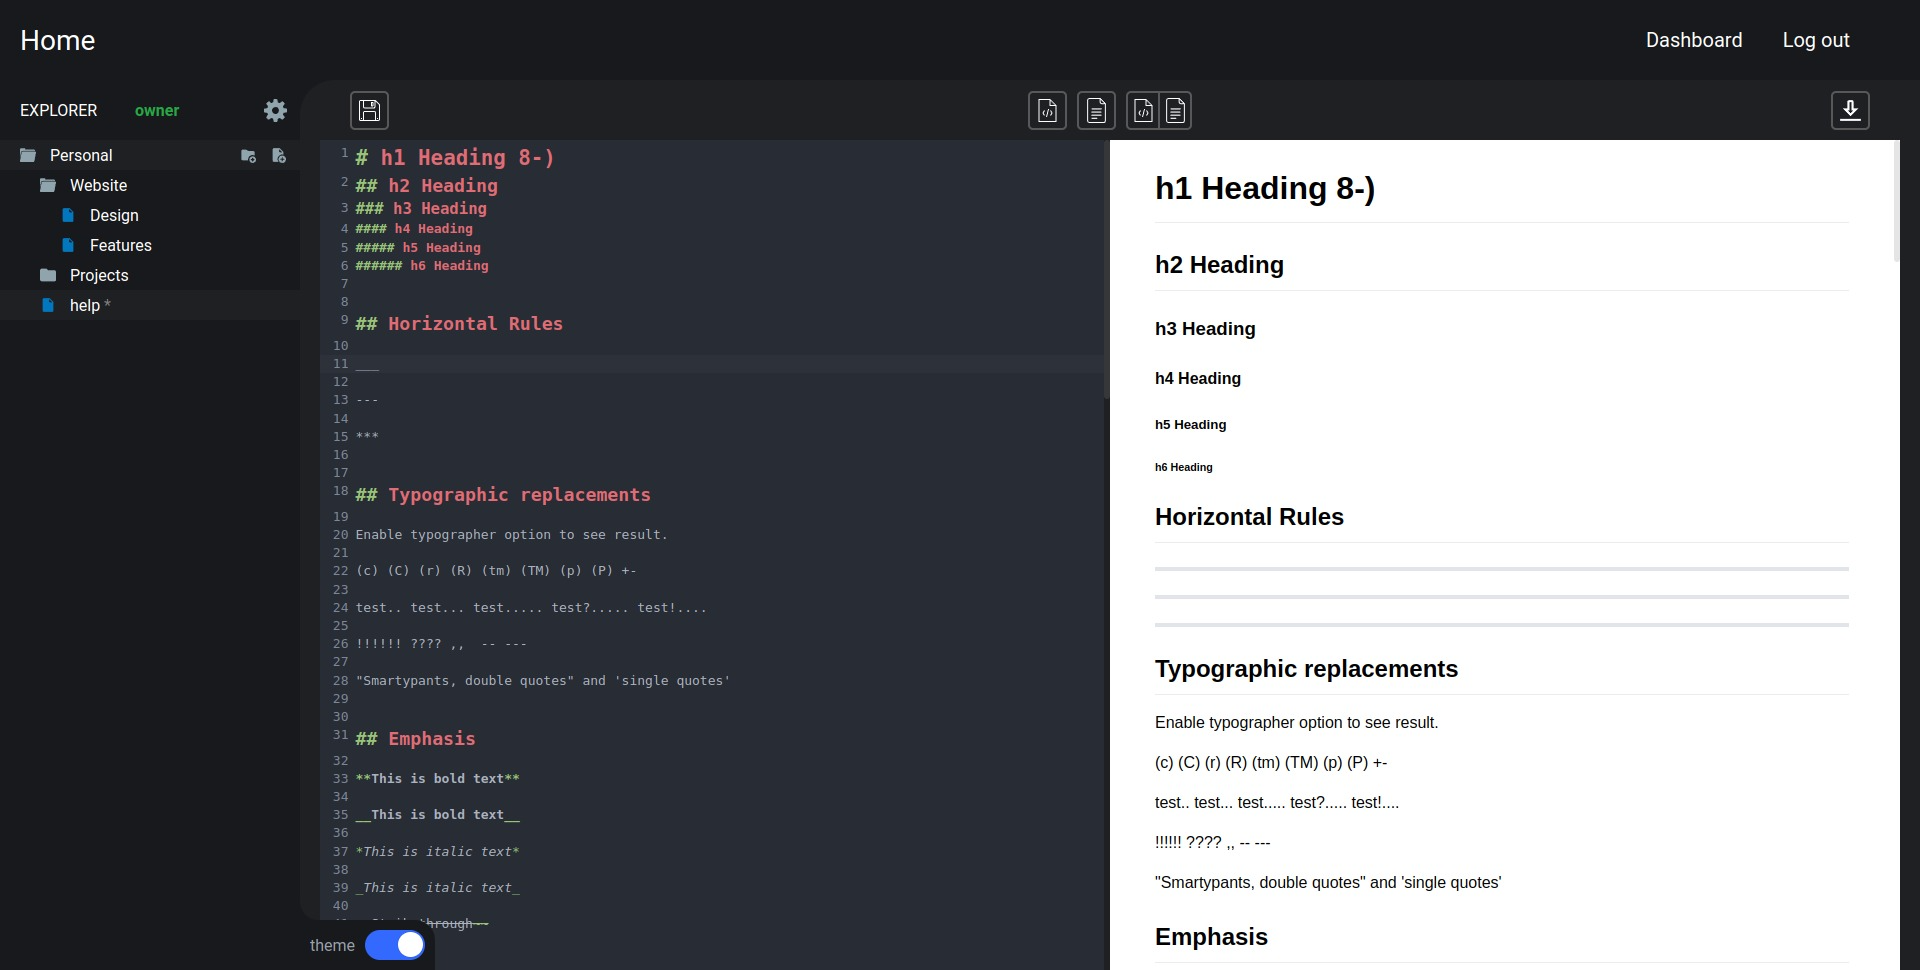 Home
Dashboard
Log out
EXPLORER owner
Personal
Website
Design
Features
Projects
help *
1 # h1 Heading 8-)
2 ## h2 Heading
3 ### h3 Heading
4 #### h4 Heading
5 ##### h5 Heading
6 ###### h6 Heading
7
8
9 ## Horizontal Rules
10
11 ___
12
13 ---
14
15 ***
16
17
18 ## Typographic replacements
19
20 Enable typographer option to see result.
21
22 (c) (C) (r) (R) (tm) (TM) (p) (P) +-
23
24 test.. test... test..... test?..... test!....
25
26 !!!!!! ???? ,,  -- ---
27
28 "Smartypants, double quotes" and 'single quotes'
29
30
31 ## Emphasis
32
33 **This is bold text**
34
35 __This is bold text__
36
37 *This is italic text*
38
39 _This is italic text_
40
theme
h1 Heading 8-)
h2 Heading
h3 Heading
h4 Heading
h5 Heading
h6 Heading
Horizontal Rules
Typographic replacements
Enable typographer option to see result.
(c) (C) (r) (R) (tm) (TM) (p) (P) +-
test.. test... test..... test?..... test!....
!!!!!! ???? ,, -- ---
"Smartypants, double quotes" and 'single quotes'
Emphasis